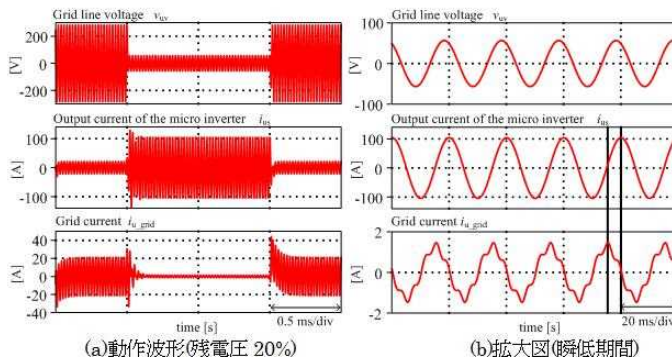 Grid line voltage v_uv
200
0
-200
[V]
Output current of the micro inverter i_us
100
0
-100
[A]
Grid current i_u_grid
40
20
0
-20
-40
[A]
time [s]
0.5 ms/div
(a)動作波形(残電圧 20%)
Grid line voltage v_uv
100
0
-100
[V]
Output current of the micro inverter i_us
100
0
-100
[A]
Grid current i_u_grid
2
0
-2
[A]
time [s]
20 ms/div
(b)拡大図(瞬低期間)